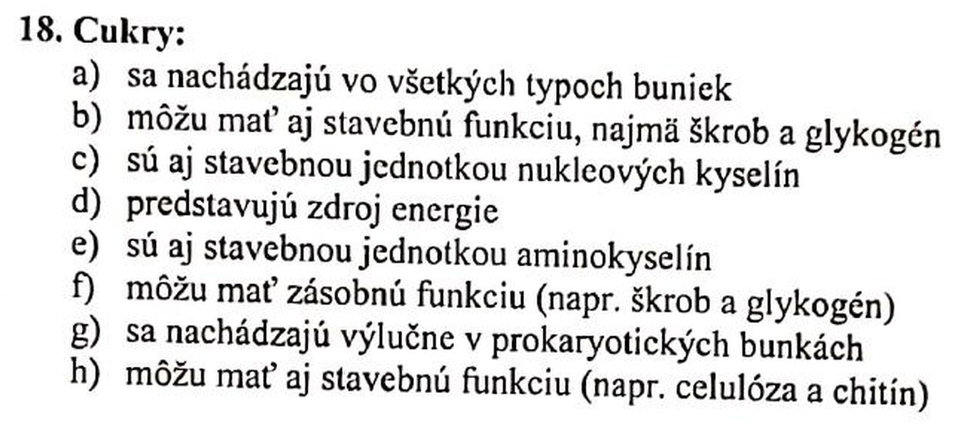 18. Cukry:
a) sa nachádzajú vo všetkých typoch buniek
b) môžu mať aj stavebnú funkciu, najmä škrob a glykogén
c) sú aj stavebnou jednotkou nukleových kyselín
d) predstavujú zdroj energie
e) sú aj stavebnou jednotkou aminokyselín
f) môžu mať zásobnú funkciu (napr. škrob a glykogén)
g) sa nachádzajú výlučne v prokaryotických bunkách
h) môžu mať aj stavebnú funkciu (napr. celulóza a chitín)